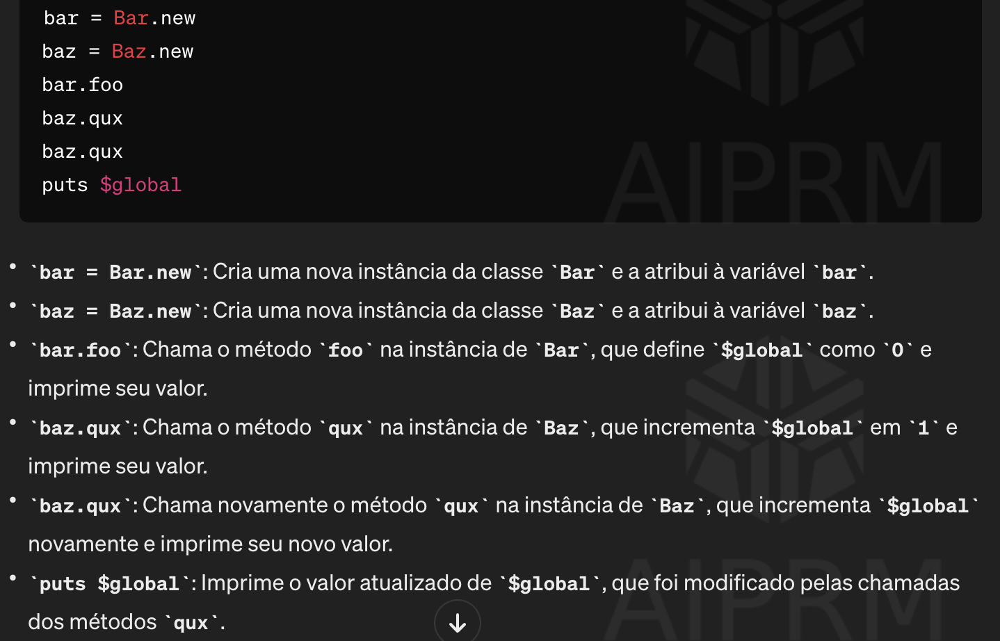 bar = Bar.new
baz = Baz.new
bar.foo
baz.qux
baz.qux
puts $global
AIPRM
• `bar = Bar.new`: Cria uma nova instância da classe `Bar` e a atribui à variável `bar`.
• `baz = Baz.new`: Cria uma nova instância da classe `Baz` e a atribui à variável `baz`.
• `bar.foo`: Chama o método `foo` na instância de `Bar`, que define `$global` como `0` e
imprime seu valor.
• `baz.qux`: Chama o método `qux` na instância de `Baz`, que incrementa `$global` em `1` e
imprime seu valor.
• `baz.qux`: Chama novamente o método `qux` na instância de `Baz`, que incrementa `$global`
novamente e imprime seu novo valor.
• `puts $global`: Imprime o valor atualizado de `$global`, que foi modificado pelas chamadas
dos métodos `qux`.
AIPRM